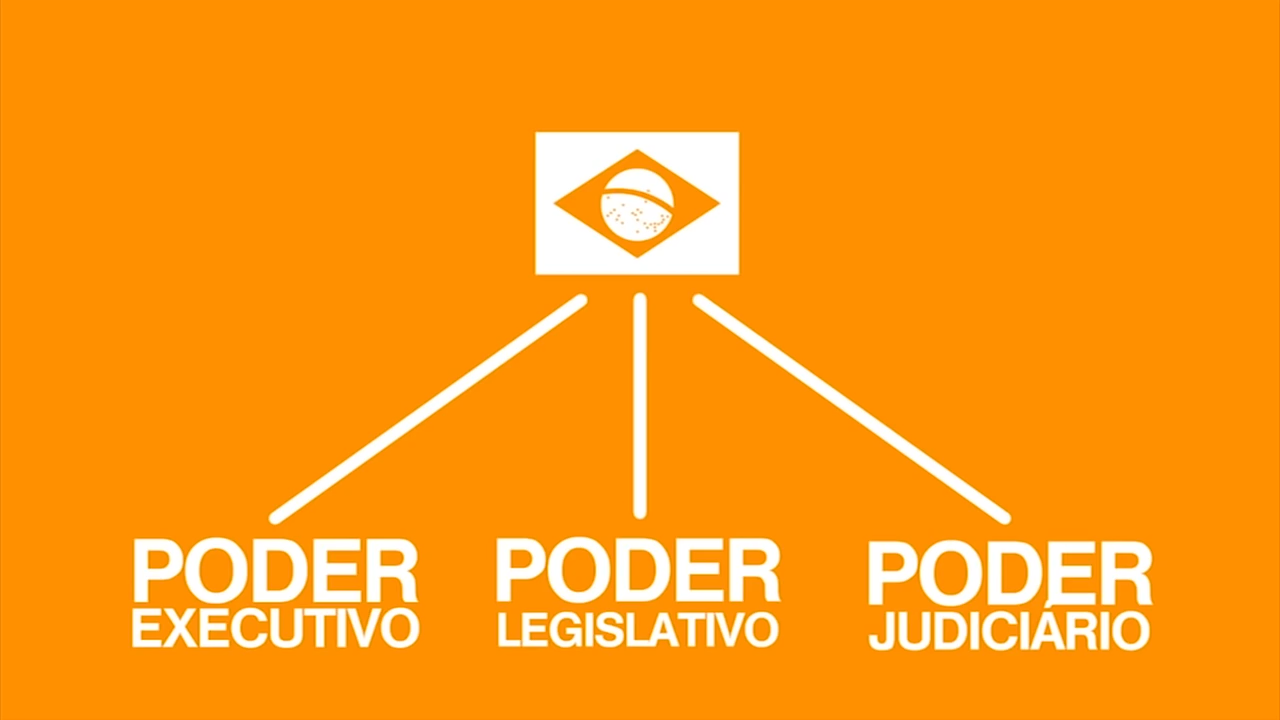 PODER
EXECUTIVO
PODER
LEGISLATIVO
PODER
JUDICIÁRIO